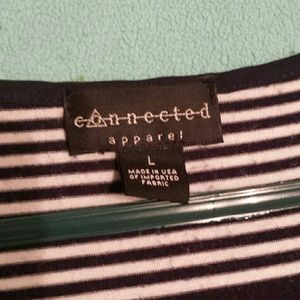 connected
apparel
L
MADE IN USA
OF IMPORTED
FABRIC